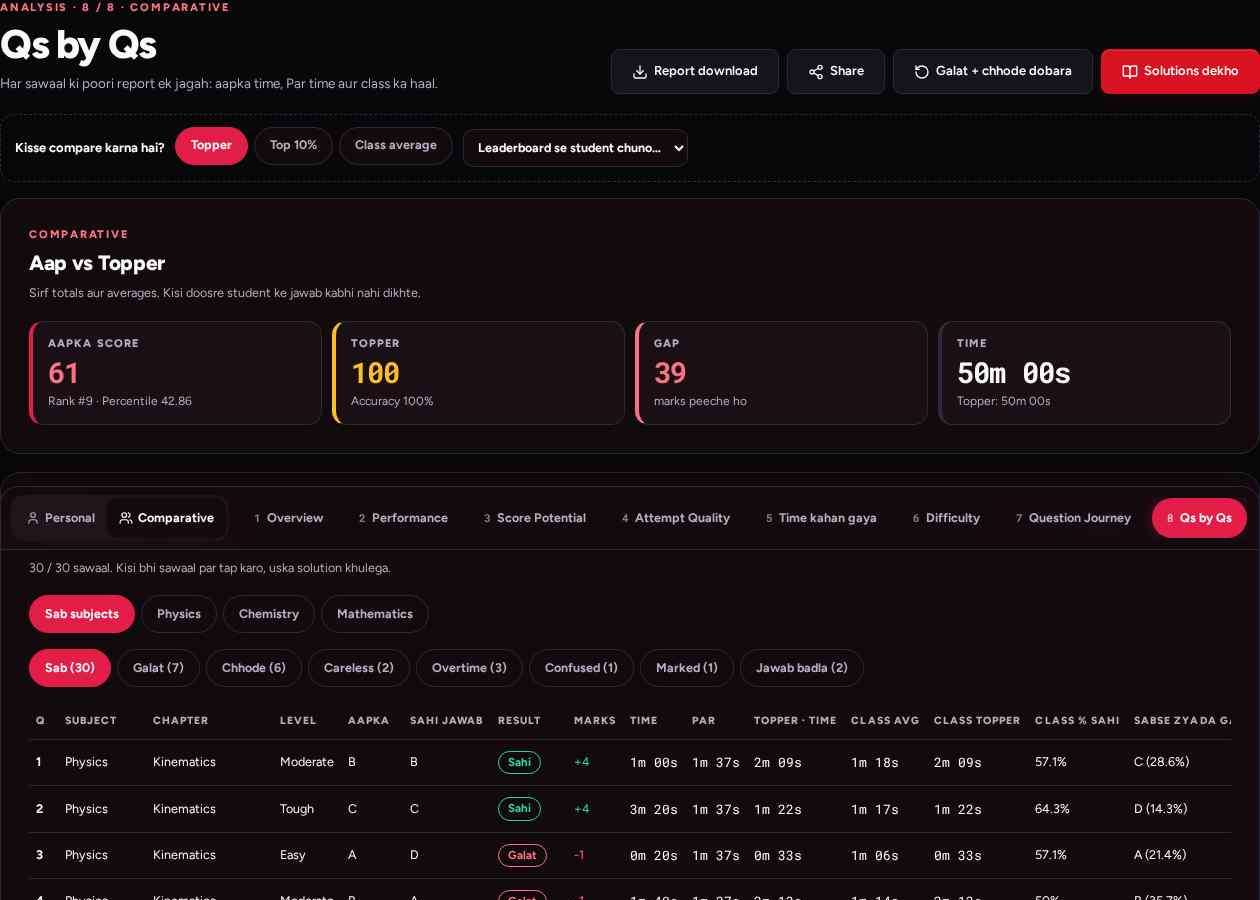 ANALYSIS · 8 / 8 · COMPARATIVE
Qs by Qs
Har sawaal ki poori report ek jagah: aapka time, Par time aur class ka haal.
Report download
Share
Galat + chhode dobara
Solutions dekho
Kisse compare karna hai? Topper Top 10% Class average Leaderboard se student chuno...
COMPARATIVE
Aap vs Topper
Sirf totals aur averages. Kisi doosre student ke jawab kabhi nahi dikhte.
AAPKA SCORE
61
Rank #9 · Percentile 42.86
TOPPER
100
Accuracy 100%
GAP
39
marks peeche ho
TIME
50m 00s
Topper: 50m 00s
Personal Comparative 1 Overview 2 Performance 3 Score Potential 4 Attempt Quality 5 Time kahan gaya 6 Difficulty 7 Question Journey 8 Qs by Qs
30 / 30 sawaal. Kisi bhi sawaal par tap karo, uska solution khulega.
Sab subjects Physics Chemistry Mathematics
Sab (30) Galat (7) Chhode (6) Careless (2) Overtime (3) Confused (1) Marked (1) Jawab badla (2)
Q SUBJECT CHAPTER LEVEL AAPKA SAHI JAWAB RESULT MARKS TIME PAR TOPPER · TIME CLASS AVG CLASS TOPPER CLASS % SAHI SABSE ZYADA
1 Physics Kinematics Moderate B B Sahi +4 1m 00s 1m 37s 2m 09s 1m 18s 2m 09s 57.1% C (28.6%)
2 Physics Kinematics Tough C C Sahi +4 3m 20s 1m 37s 1m 22s 1m 17s 1m 22s 64.3% D (14.3%)
3 Physics Kinematics Easy A D Galat -1 0m 20s 1m 37s 0m 33s 1m 06s 0m 33s 57.1% A (21.4%)